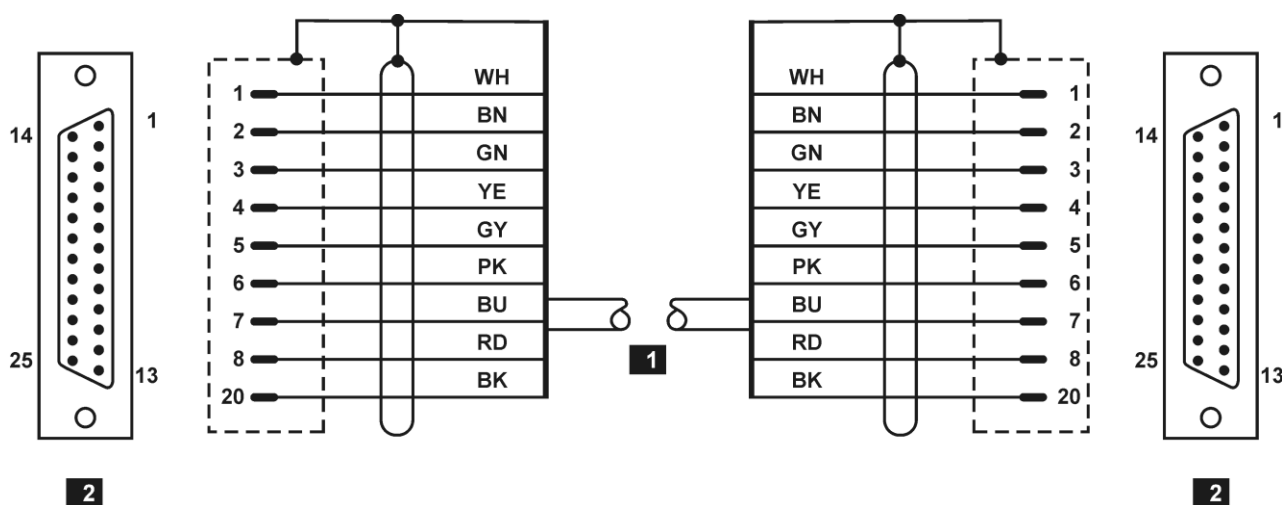 14 1
25 13
2
1 WH
2 BN
3 GN
4 YE
5 GY
6 PK
7 BU
8 RD
20 BK
1
WH 1
BN 2
GN 3
YE 4
GY 5
PK 6
BU 7
RD 8
BK 20
14 1
25 13
2